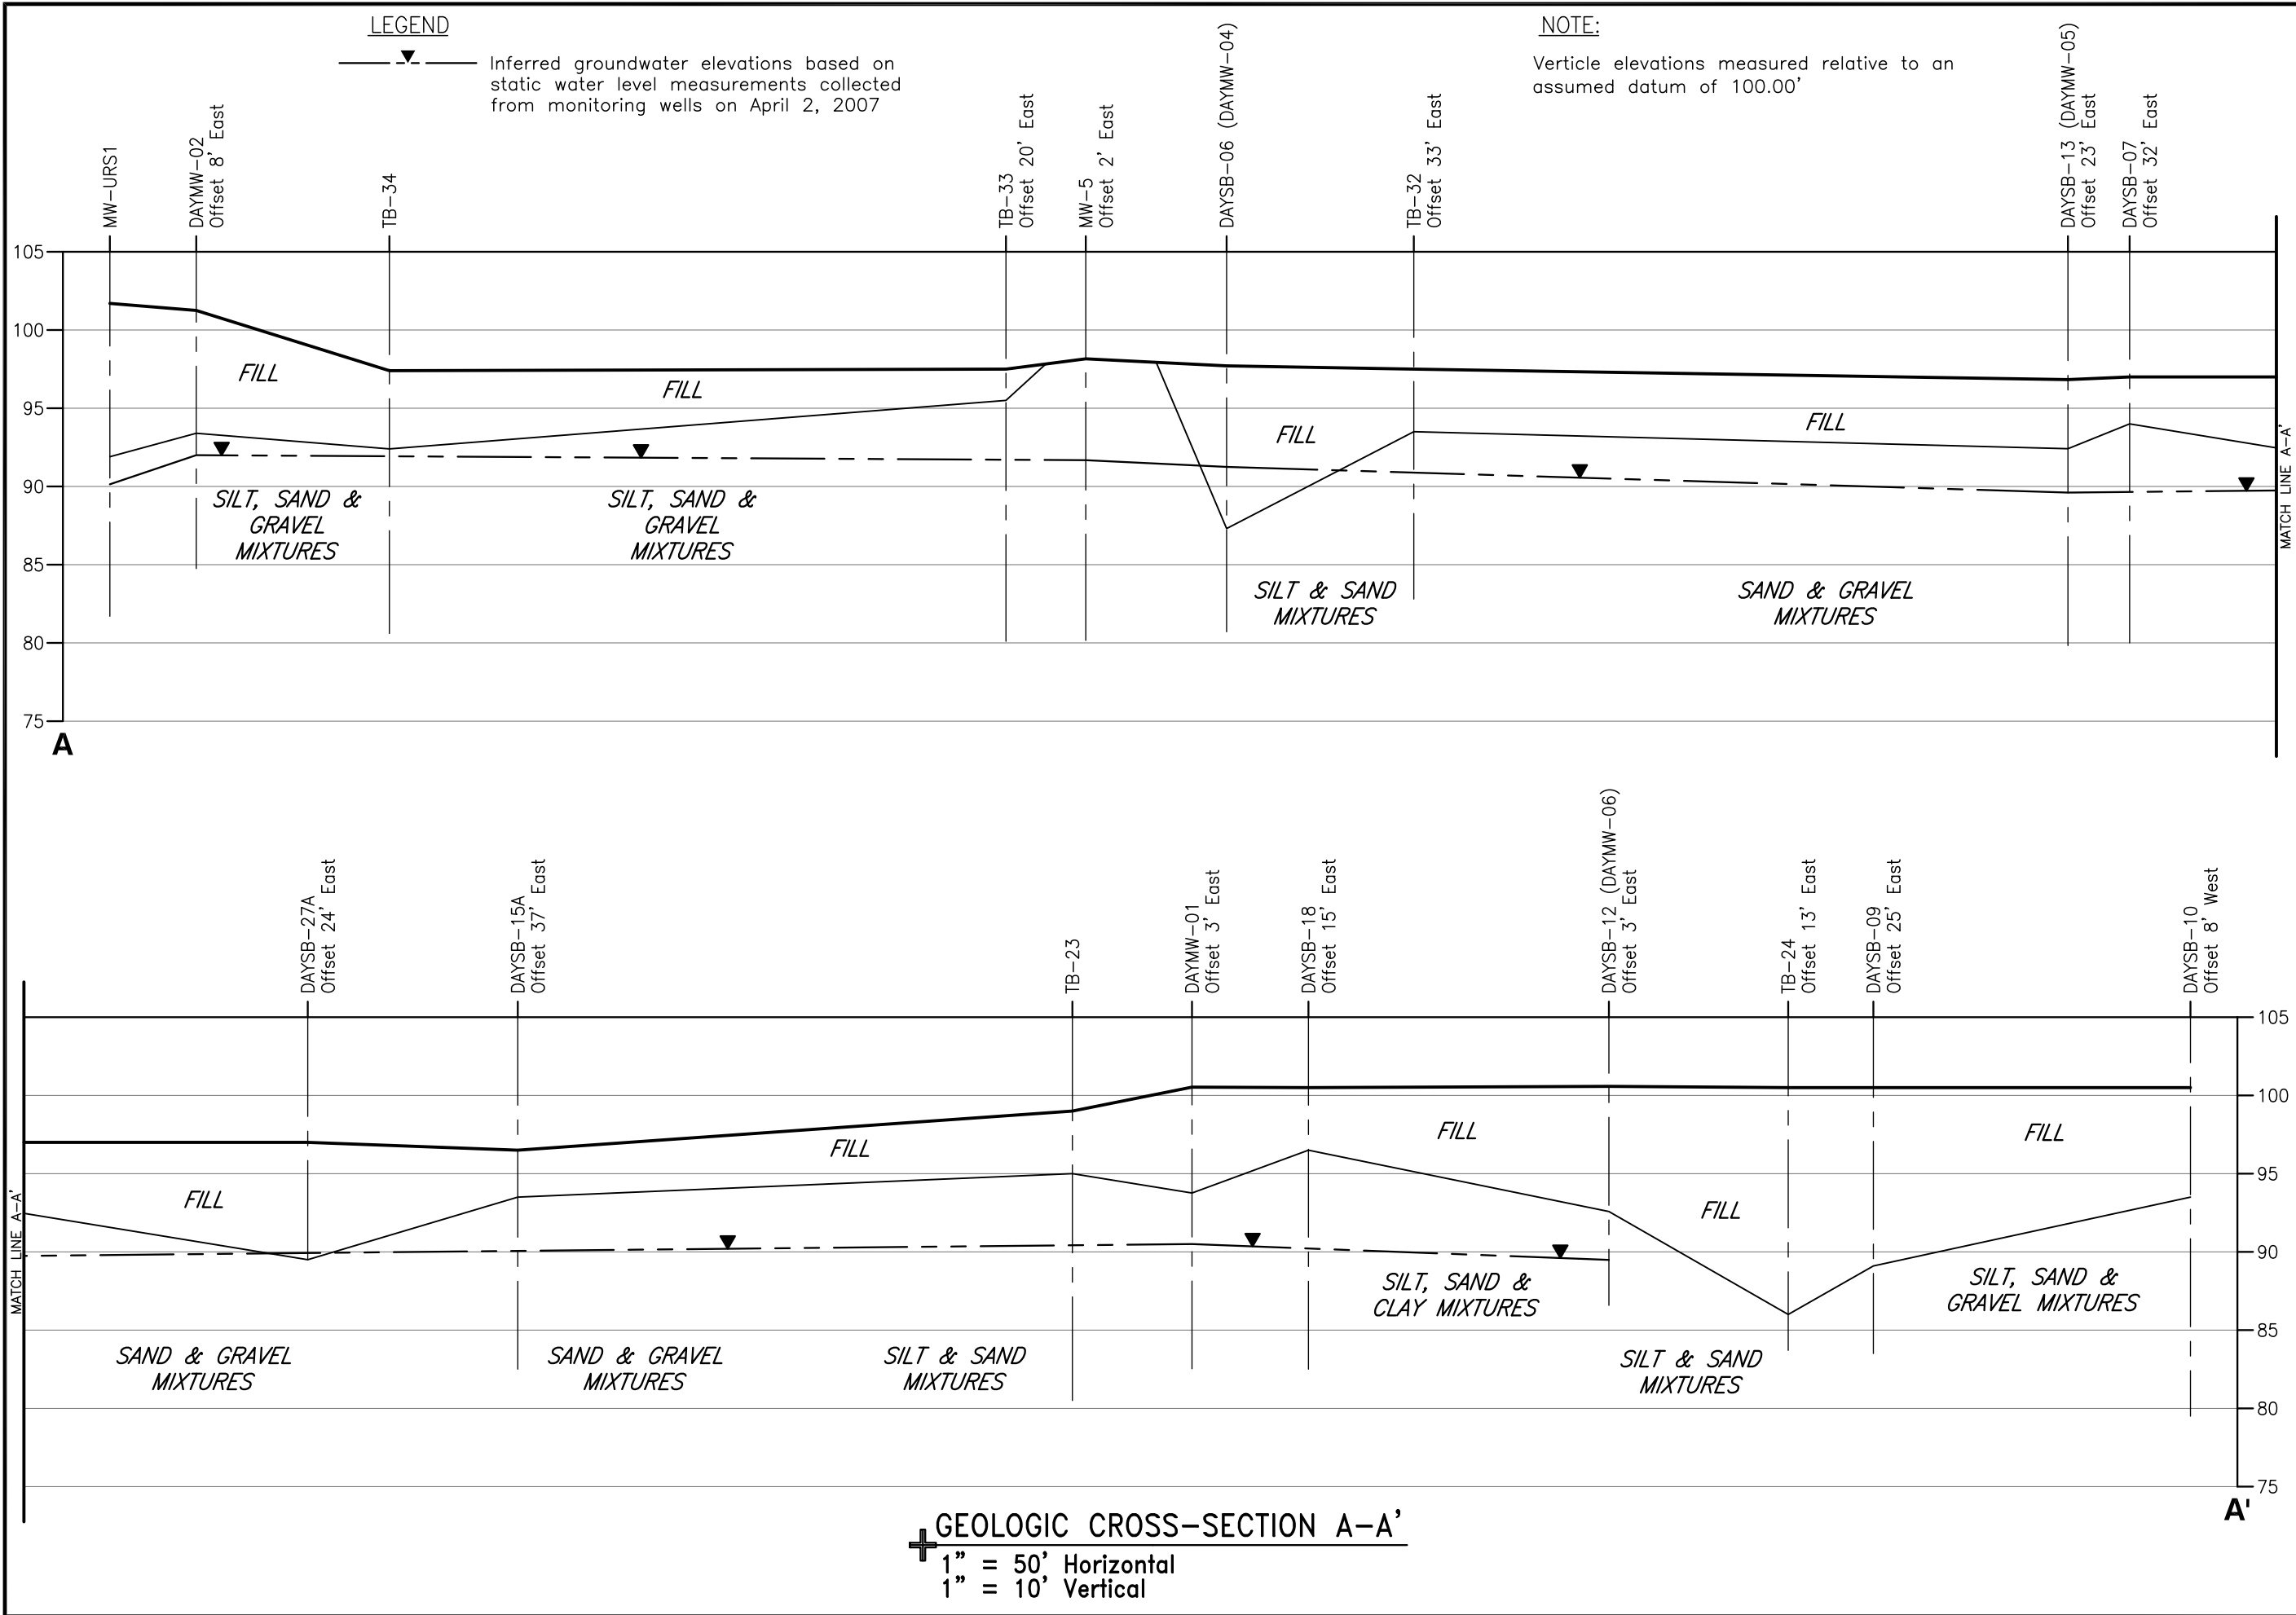 LEGEND
Inferred groundwater elevations based on
static water level measurements collected
from monitoring wells on April 2, 2007
NOTE:
Verticle elevations measured relative to an
assumed datum of 100.00'
MW-URS1
DAYMW-02
Offset 8' East
TB-34
TB-33
Offset 20' East
MW-5
Offset 2' East
DAYSB-06 (DAYMW-04)
TB-32
Offset 33' East
DAYSB-13 (DAYMW-05)
Offset 23' East
DAYSB-07
Offset 32' East
105
100
95
90
85
80
75
FILL
FILL
FILL
FILL
SILT, SAND &
GRAVEL
MIXTURES
SILT, SAND &
GRAVEL
MIXTURES
SILT & SAND
MIXTURES
SAND & GRAVEL
MIXTURES
MATCH LINE A-A'
A
DAYSB-27A
Offset 24' East
DAYSB-15A
Offset 37' East
TB-23
DAYMW-01
Offset 3' East
DAYSB-18
Offset 15' East
DAYSB-12 (DAYMW-06)
Offset 3' East
TB-24
Offset 13' East
DAYSB-09
Offset 25' East
DAYSB-10
Offset 8' West
105
100
95
90
85
80
75
MATCH LINE A-A'
FILL
FILL
FILL
FILL
FILL
SAND & GRAVEL
MIXTURES
SAND & GRAVEL
MIXTURES
SILT & SAND
MIXTURES
SILT, SAND &
CLAY MIXTURES
SILT & SAND
MIXTURES
SILT, SAND &
GRAVEL MIXTURES
A'
GEOLOGIC CROSS-SECTION A-A'
1" = 50' Horizontal
1" = 10' Vertical